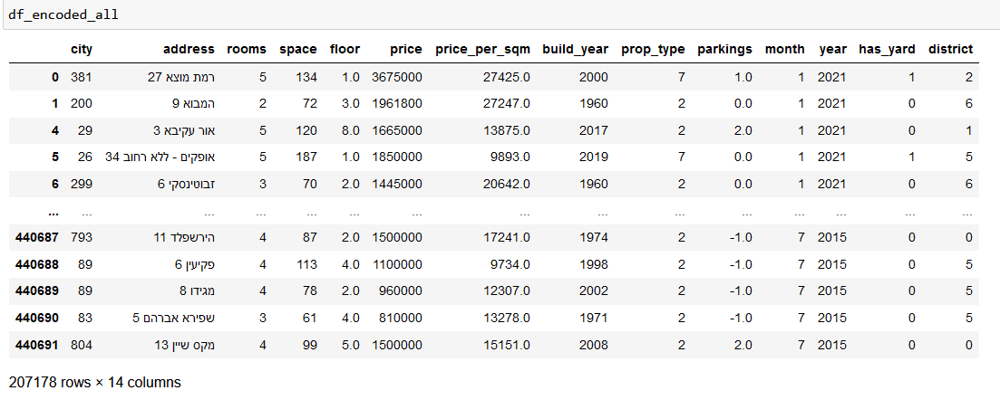 df_encoded_all
city address rooms space floor price price_per_sqm build_year prop_type parkings month year has_yard district
0 381 רמת מוצא 27 5 134 1.0 3675000 27425.0 2000 7 1.0 1 2021 1 2
1 200 המבוא 9 2 72 3.0 1961800 27247.0 1960 2 0.0 1 2021 0 6
4 29 אור עקיבא 3 5 120 8.0 1665000 13875.0 2017 2 2.0 1 2021 0 1
5 26 אופקים - ללא רחוב 34 5 187 1.0 1850000 9893.0 2019 7 0.0 1 2021 1 5
6 299 זבוטינסקי 6 3 70 2.0 1445000 20642.0 1960 2 0.0 1 2021 0 6
... ... ... ... ... ... ... ... ... ... ... ... ... ... ...
440687 793 הירשפלד 11 4 87 2.0 1500000 17241.0 1974 2 -1.0 7 2015 0 0
440688 89 פקיעין 6 4 113 4.0 1100000 9734.0 1998 2 -1.0 7 2015 0 5
440689 89 מגידו 8 4 78 2.0 960000 12307.0 2002 2 -1.0 7 2015 0 5
440690 83 שפירא אברהם 5 3 61 4.0 810000 13278.0 1971 2 -1.0 7 2015 0 5
440691 804 מקס שיין 13 4 99 5.0 1500000 15151.0 2008 2 2.0 7 2015 0 0
207178 rows × 14 columns